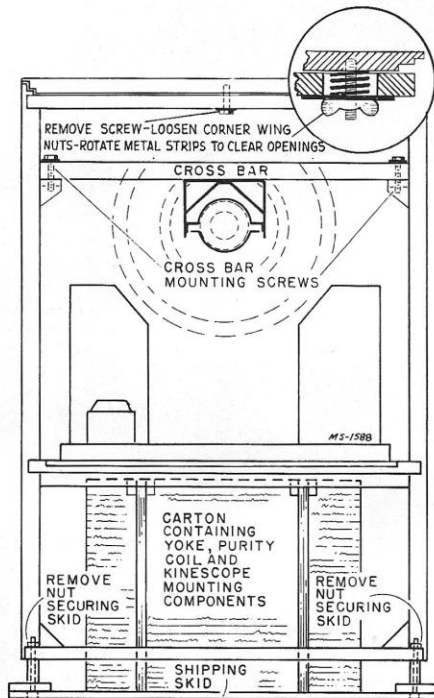 REMOVE SCREW-LOOSEN CORNER WING
NUTS-ROTATE METAL STRIPS TO CLEAR OPENINGS
CROSS BAR
CROSS BAR
MOUNTING SCREWS
MS-1588
CARTON
CONTAINING
YOKE, PURITY
COIL AND
KINESCOPE
MOUNTING
COMPONENTS
REMOVE
NUT
SECURING
SKID
REMOVE
NUT
SECURING
SKID
SHIPPING
SKID